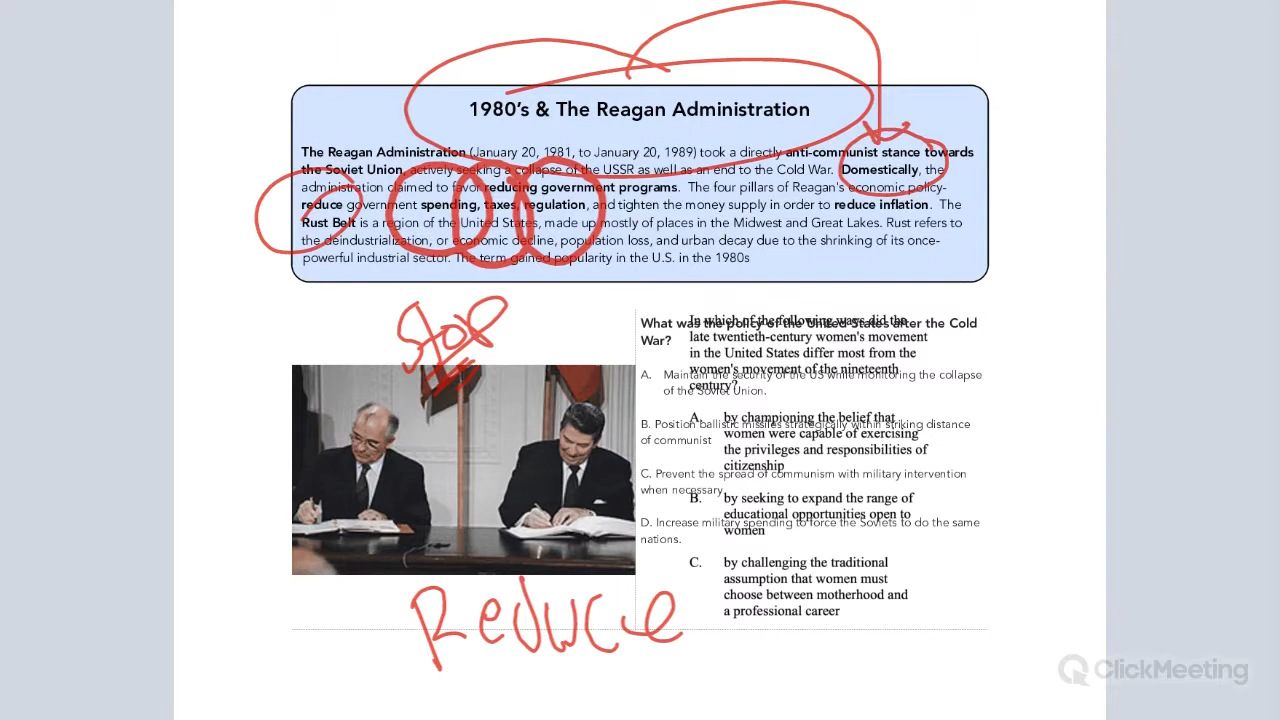 1980's & The Reagan Administration
The Reagan Administration (January 20, 1981, to January 20, 1989) took a directly anti-communist stance towards
the Soviet Union, actively seeking a collapse of the USSR as well as an end to the Cold War. Domestically, the
administration claimed to favor reducing government programs. The four pillars of Reagan's economic policy-
reduce government spending, taxes, regulation, and tighten the money supply in order to reduce inflation. The
Rust Belt is a region of the United States, made up mostly of places in the Midwest and Great Lakes. Rust refers to
the deindustrialization, or economic decline, population loss, and urban decay due to the shrinking of its once-
powerful industrial sector. The term gained popularity in the U.S. in the 1980s
Stop
What was the policy of the United States after the Cold
War?
A. Maintain the security of the US while monitoring the collapse
of the Soviet Union.
B. Position ballistic missiles strategically within striking distance
of communist
C. Prevent the spread of communism with military intervention
when necessary
D. Increase military spending to force the Soviets to do the same
nations.
In which of the following ways did the
late twentieth-century women's movement
in the United States differ most from the
women's movement of the nineteenth
century?
A. by championing the belief that
women were capable of exercising
the privileges and responsibilities of
citizenship
B. by seeking to expand the range of
educational opportunities open to
women
C. by challenging the traditional
assumption that women must
choose between motherhood and
a professional career
Reduce
ClickMeeting